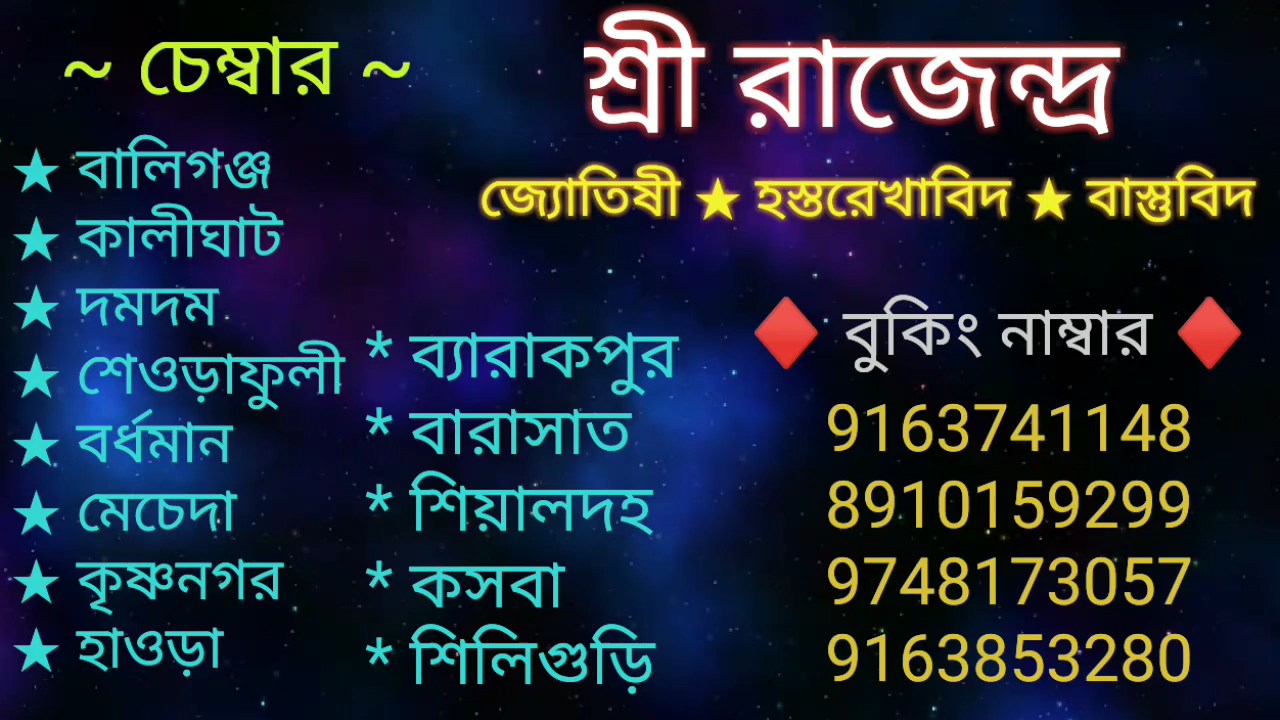 ~ চেম্বার ~
★ বালিগঞ্জ
★ কালীঘাট
★ দমদম
★ শেওড়াফুলী
★ বর্ধমান
★ মেচেদা
★ কৃষ্ণনগর
★ হাওড়া
* ব্যারাকপুর
* বারাসাত
* শিয়ালদহ
* কসবা
* শিলিগুড়ি
শ্রী রাজেন্দ্র
জ্যোতিষী ★ হস্তরেখাবিদ ★ বাস্তুবিদ
♦ বুকিং নাম্বার ♦
9163741148
8910159299
9748173057
9163853280